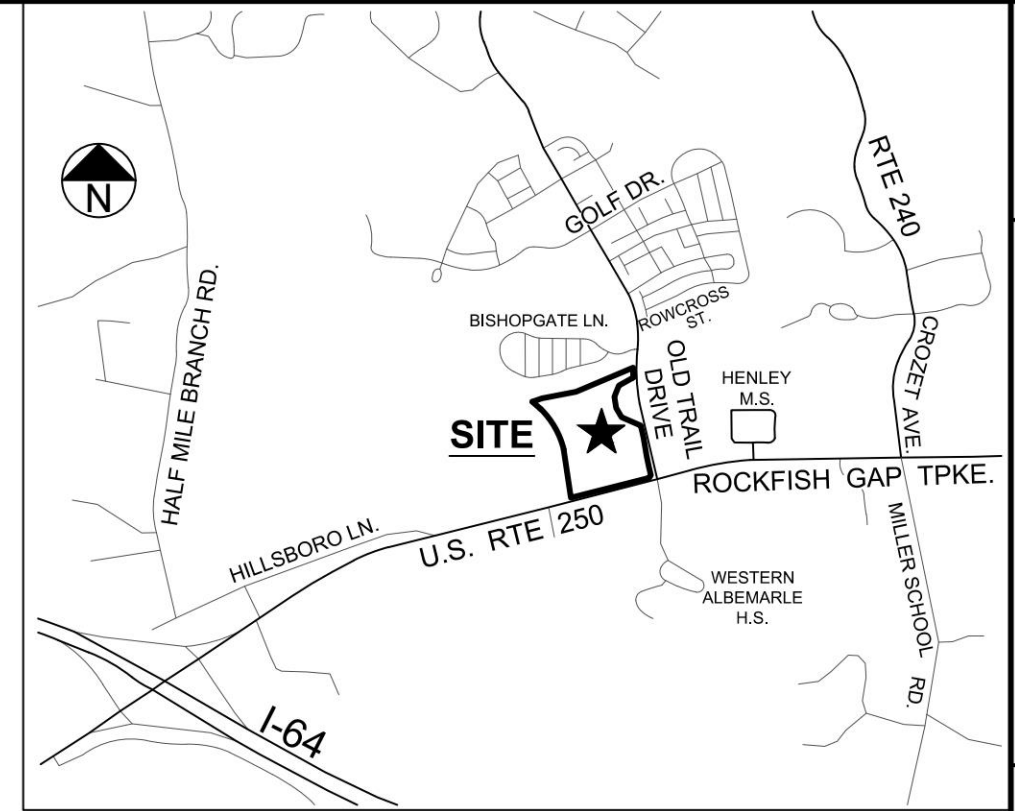 RTE 240
N
GOLF DR.
HALF MILE BRANCH RD.
BISHOPGATE LN.
ROWCROSS
ST.
CROZET AVE.
OLD TRAIL
DRIVE
HENLEY
M.S.
SITE
ROCKFISH GAP TPKE.
U.S. RTE 250
HILLSBORO LN.
MILLER SCHOOL RD.
WESTERN
ALBEMARLE
H.S.
I-64